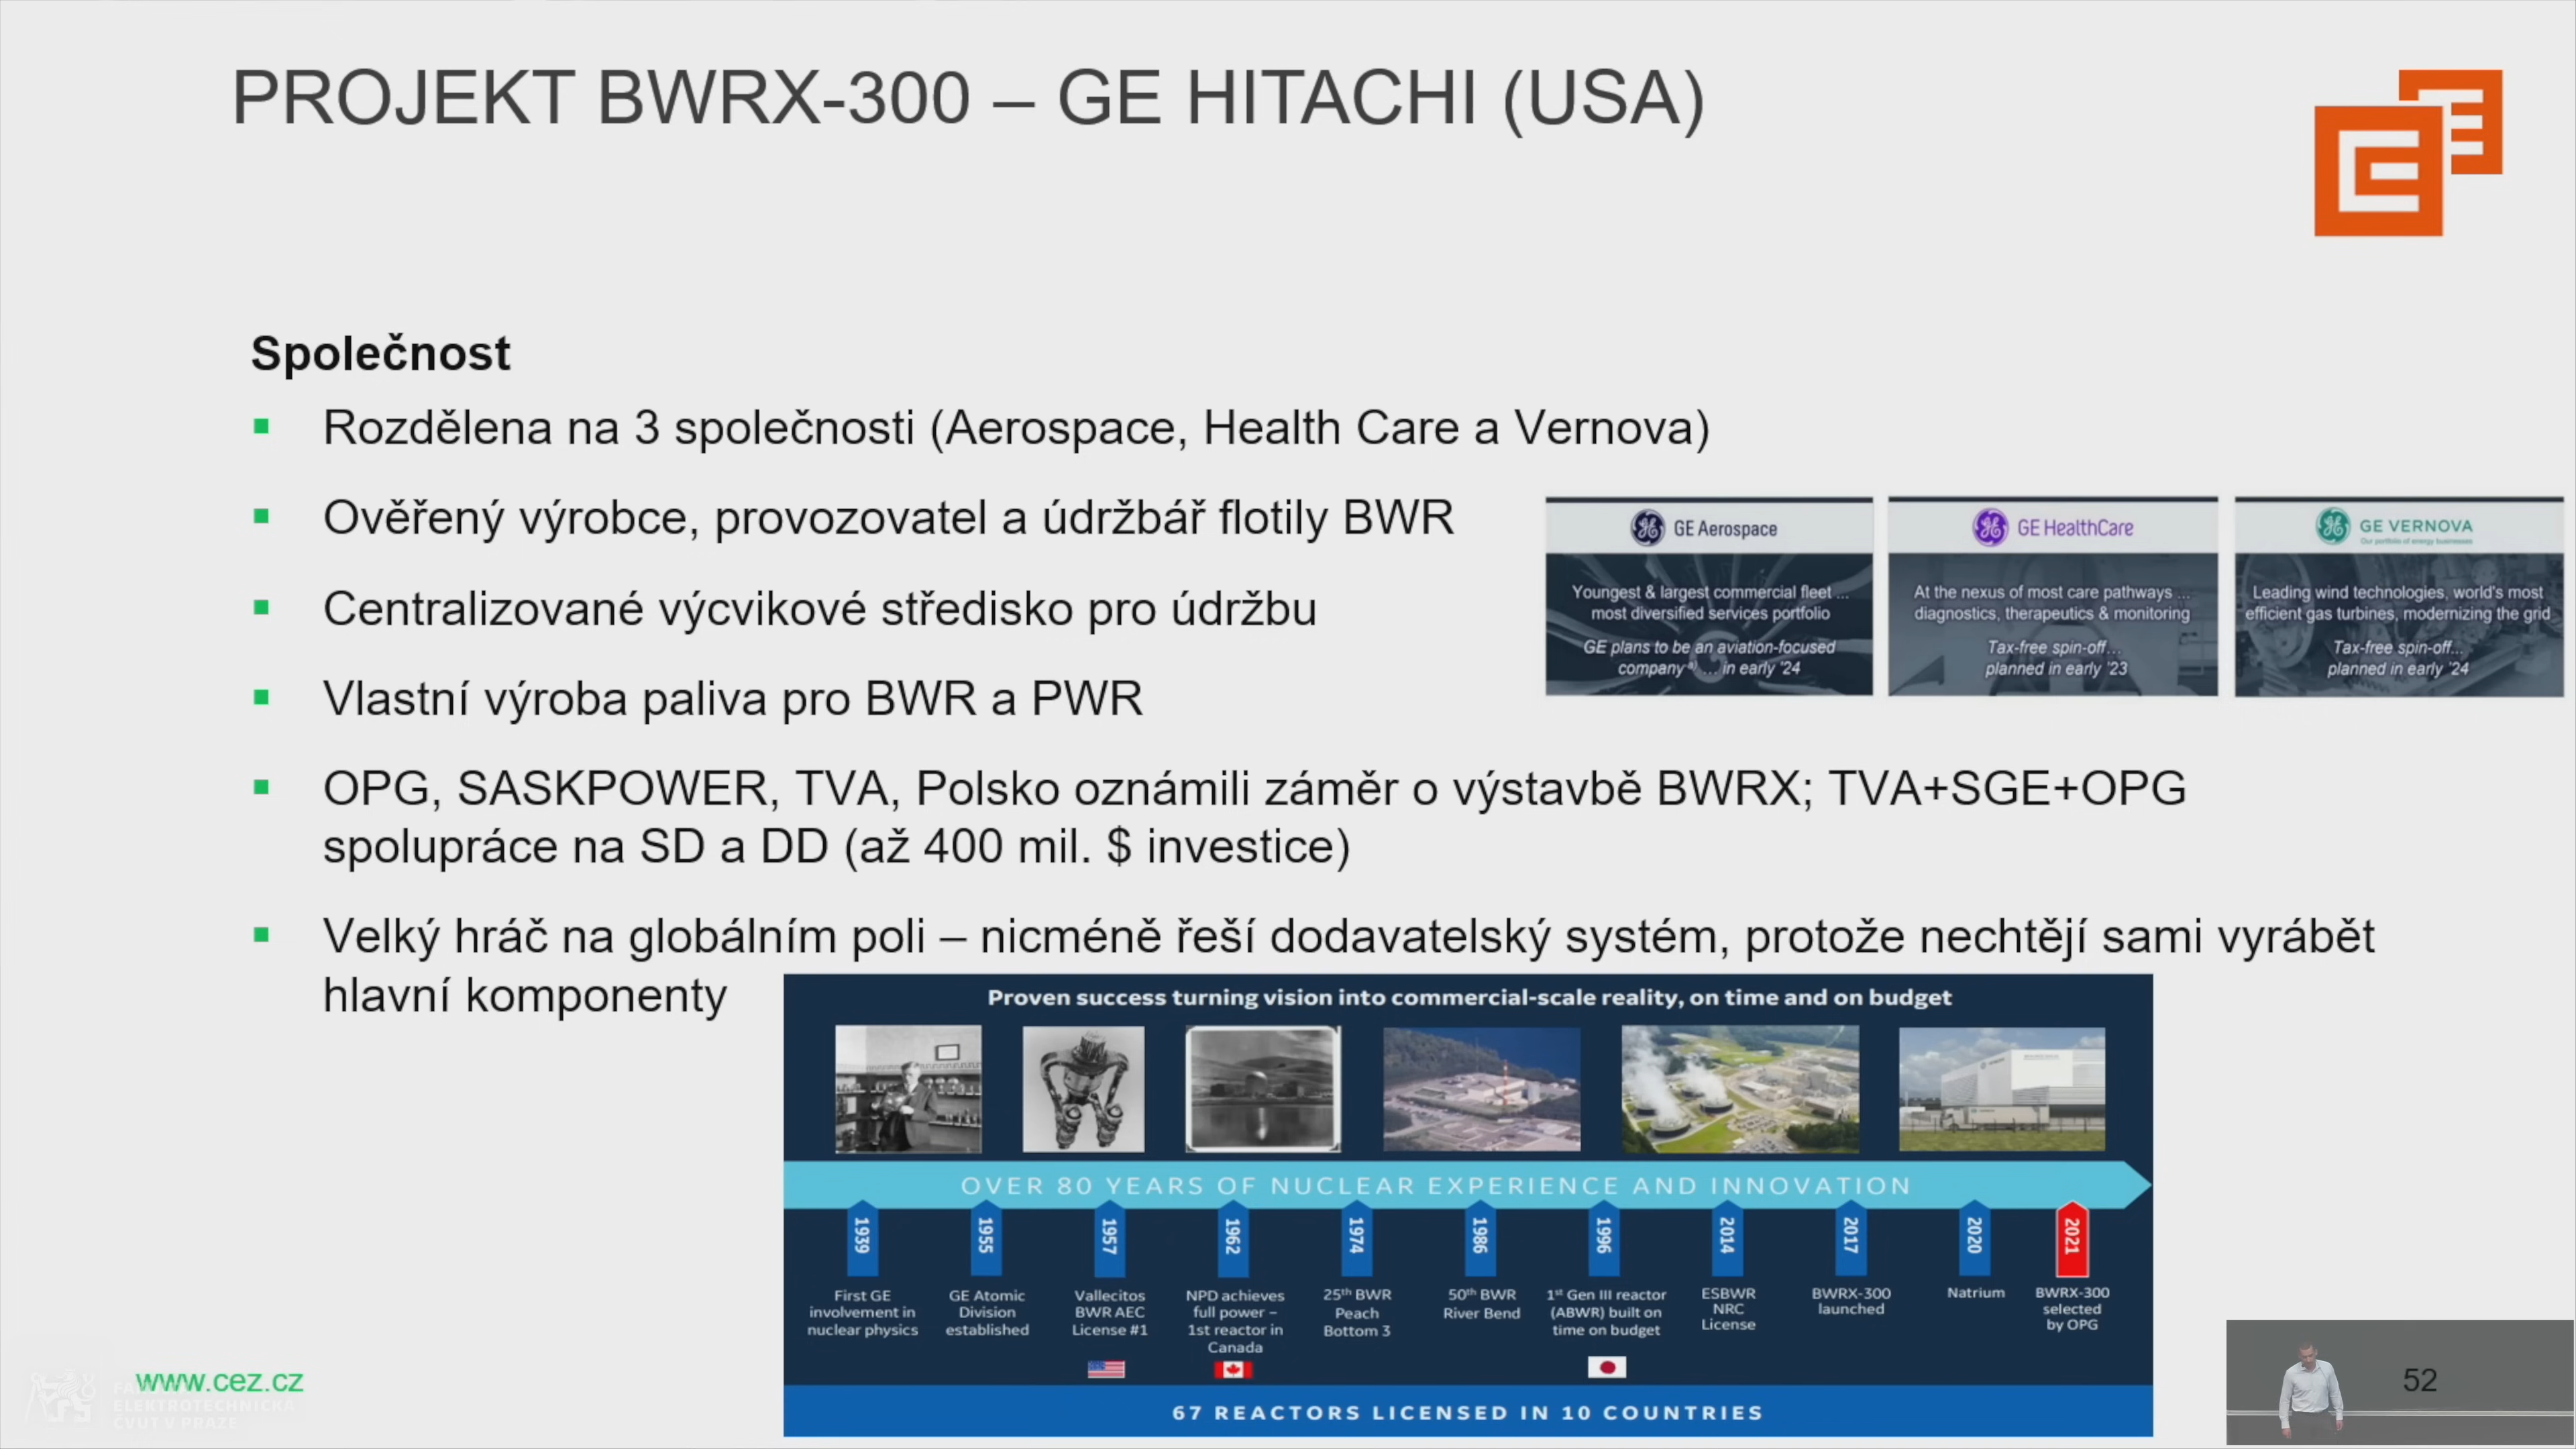 PROJEKT BWRX-300 – GE HITACHI (USA)
Společnost
Rozdělena na 3 společnosti (Aerospace, Health Care a Vernova)
Ověřený výrobce, provozovatel a údržbář flotily BWR
Centralizované výcvikové středisko pro údržbu
Vlastní výroba paliva pro BWR a PWR
OPG, SASKPOWER, TVA, Polsko oznámili záměr o výstavbě BWRX; TVA+SGE+OPG
spolupráce na SD a DD (až 400 mil. $ investice)
Velký hráč na globálním poli – nicméně řeší dodavatelský systém, protože nechtějí sami vyrábět
hlavní komponenty
GE Aerospace
Youngest & largest commercial fleet ...
most diversified services portfolio
GE plans to be an aviation-focused
company a) ... in early '24
GE HealthCare
At the nexus of most care pathways ...
diagnostics, therapeutics & monitoring
Tax-free spin-off...
planned in early '23
GE VERNOVA
Our portfolio of energy businesses
Leading wind technologies, world's most
efficient gas turbines, modernizing the grid
Tax-free spin-off...
planned in early '24
Proven success turning vision into commercial-scale reality, on time and on budget
OVER 80 YEARS OF NUCLEAR EXPERIENCE AND INNOVATION
1939
First GE
involvement in
nuclear physics
1955
GE Atomic
Division
established
1957
Vallecitos
BWR AEC
License #1
1962
NPD achieves
full power –
1st reactor in
Canada
1974
25th BWR
Peach
Bottom 3
1986
50th BWR
River Bend
1996
1st Gen III reactor
(ABWR) built on
time on budget
2014
ESBWR
NRC
License
2017
BWRX-300
launched
2020
Natrium
2021
BWRX-300
selected
by OPG
67 REACTORS LICENSED IN 10 COUNTRIES
www.cez.cz
FAKULTA
ELEKTROTECHNICKÁ
ČVUT V PRAZE
52